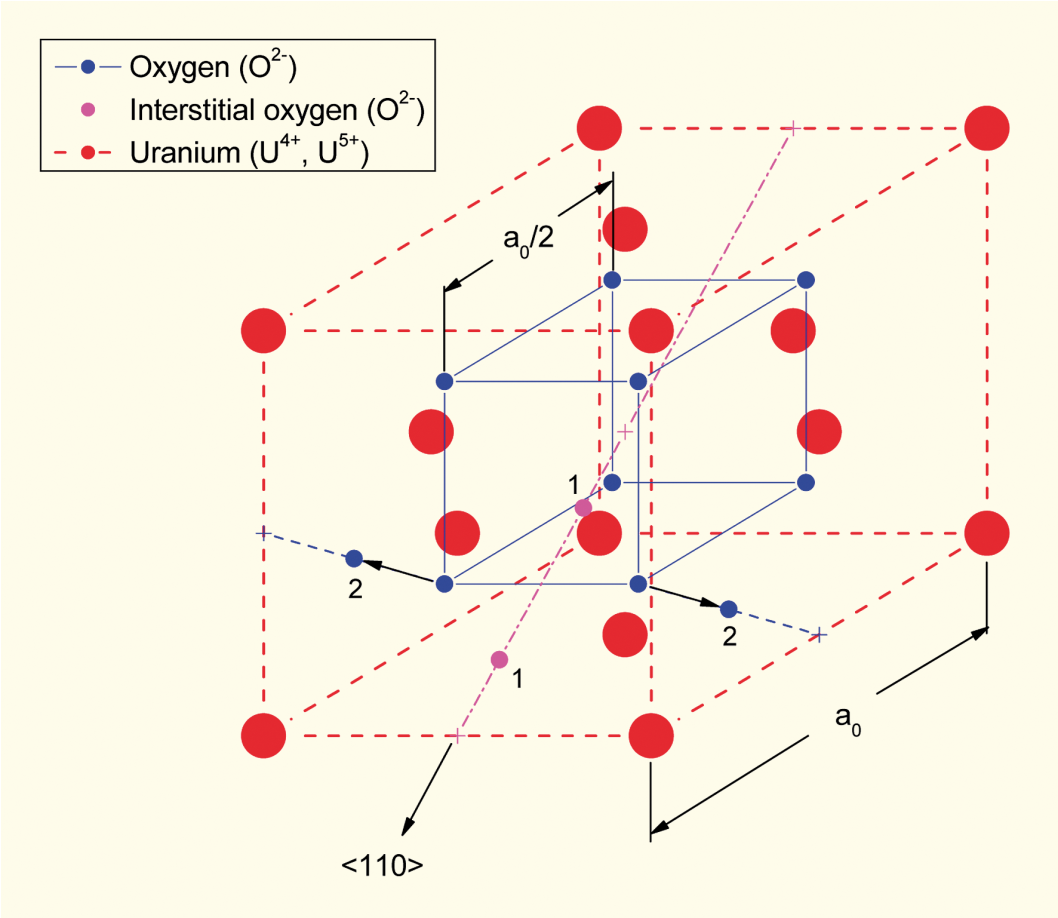 Oxygen (O²⁻)
Interstitial oxygen (O²⁻)
Uranium (U⁴⁺, U⁵⁺)
a₀/2
1
2
2
1
a₀
<110>